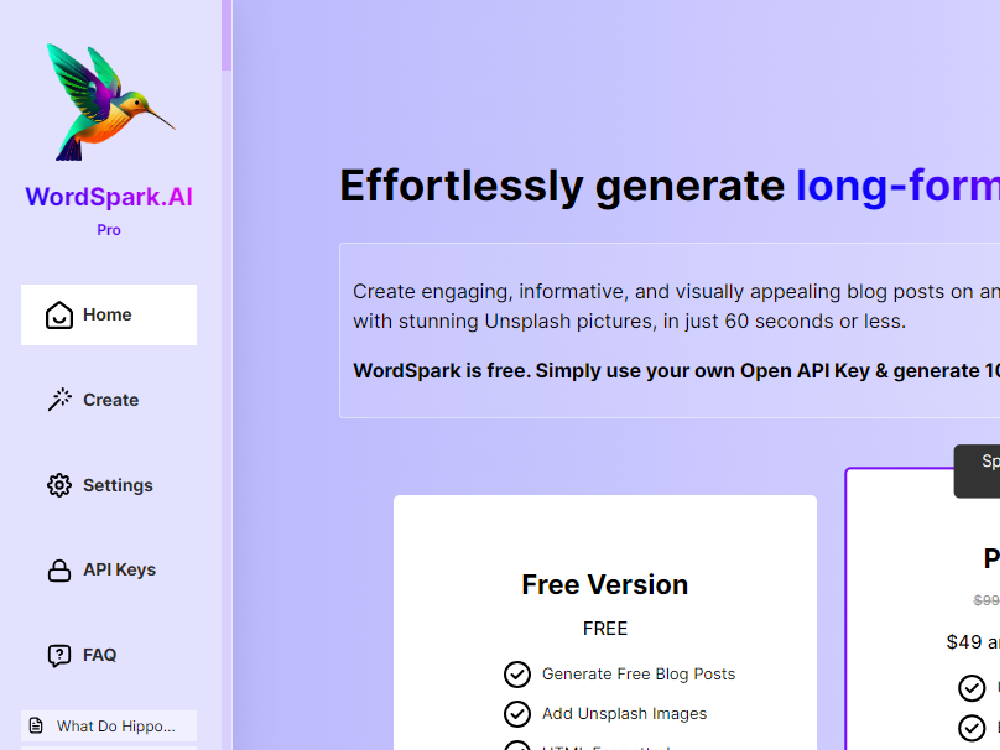 WordSpark.AI
Pro
Home
Create
Settings
API Keys
FAQ
What Do Hippo...
Effortlessly generate long-form
Create engaging, informative, and visually appealing blog posts on
with stunning Unsplash pictures, in just 60 seconds or less.
WordSpark is free. Simply use your own Open API Key & generate
Free Version
FREE
Generate Free Blog Posts
Add Unsplash Images
HTML Formatted
Sp
P
$99
$49